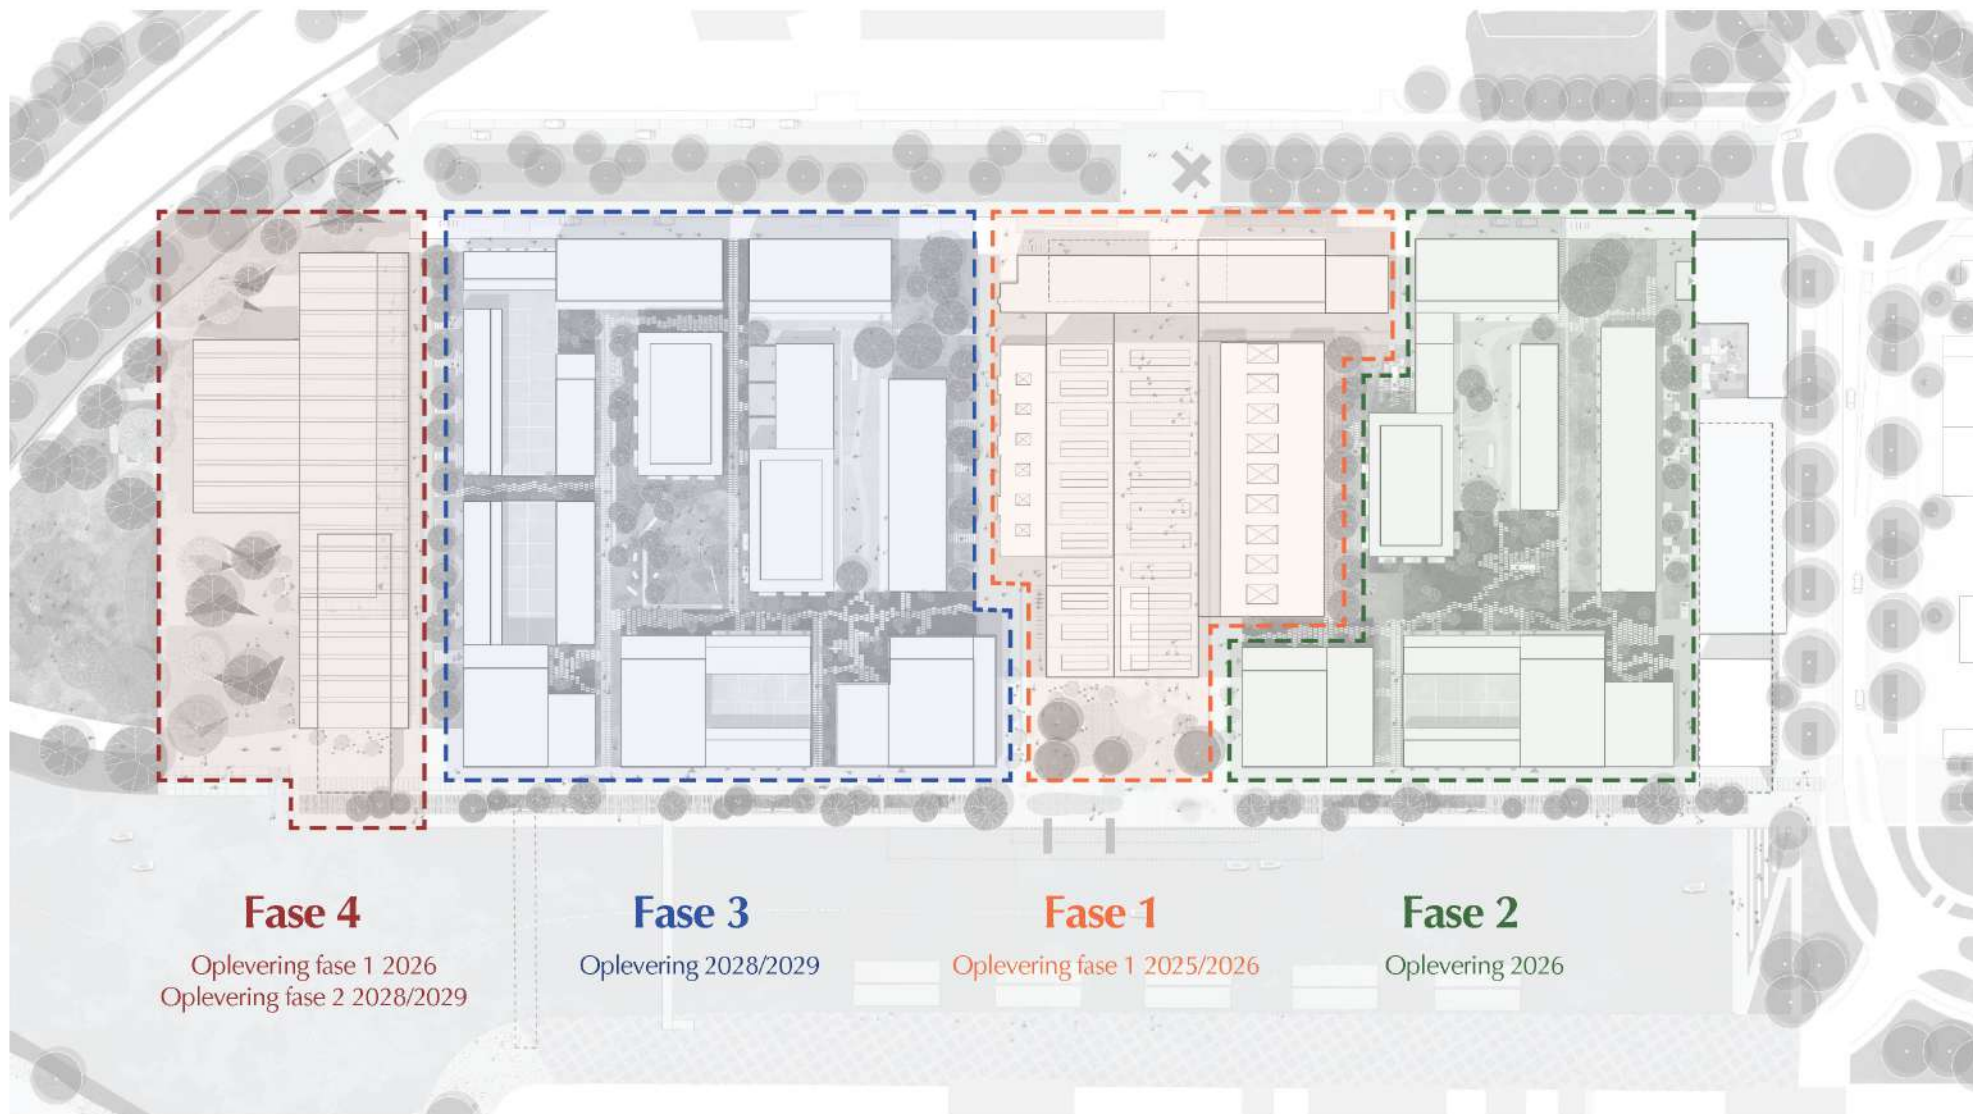 Fase 4
Oplevering fase 1 2026
Oplevering fase 2 2028/2029
Fase 3
Oplevering 2028/2029
Fase 1
Oplevering fase 1 2025/2026
Fase 2
Oplevering 2026